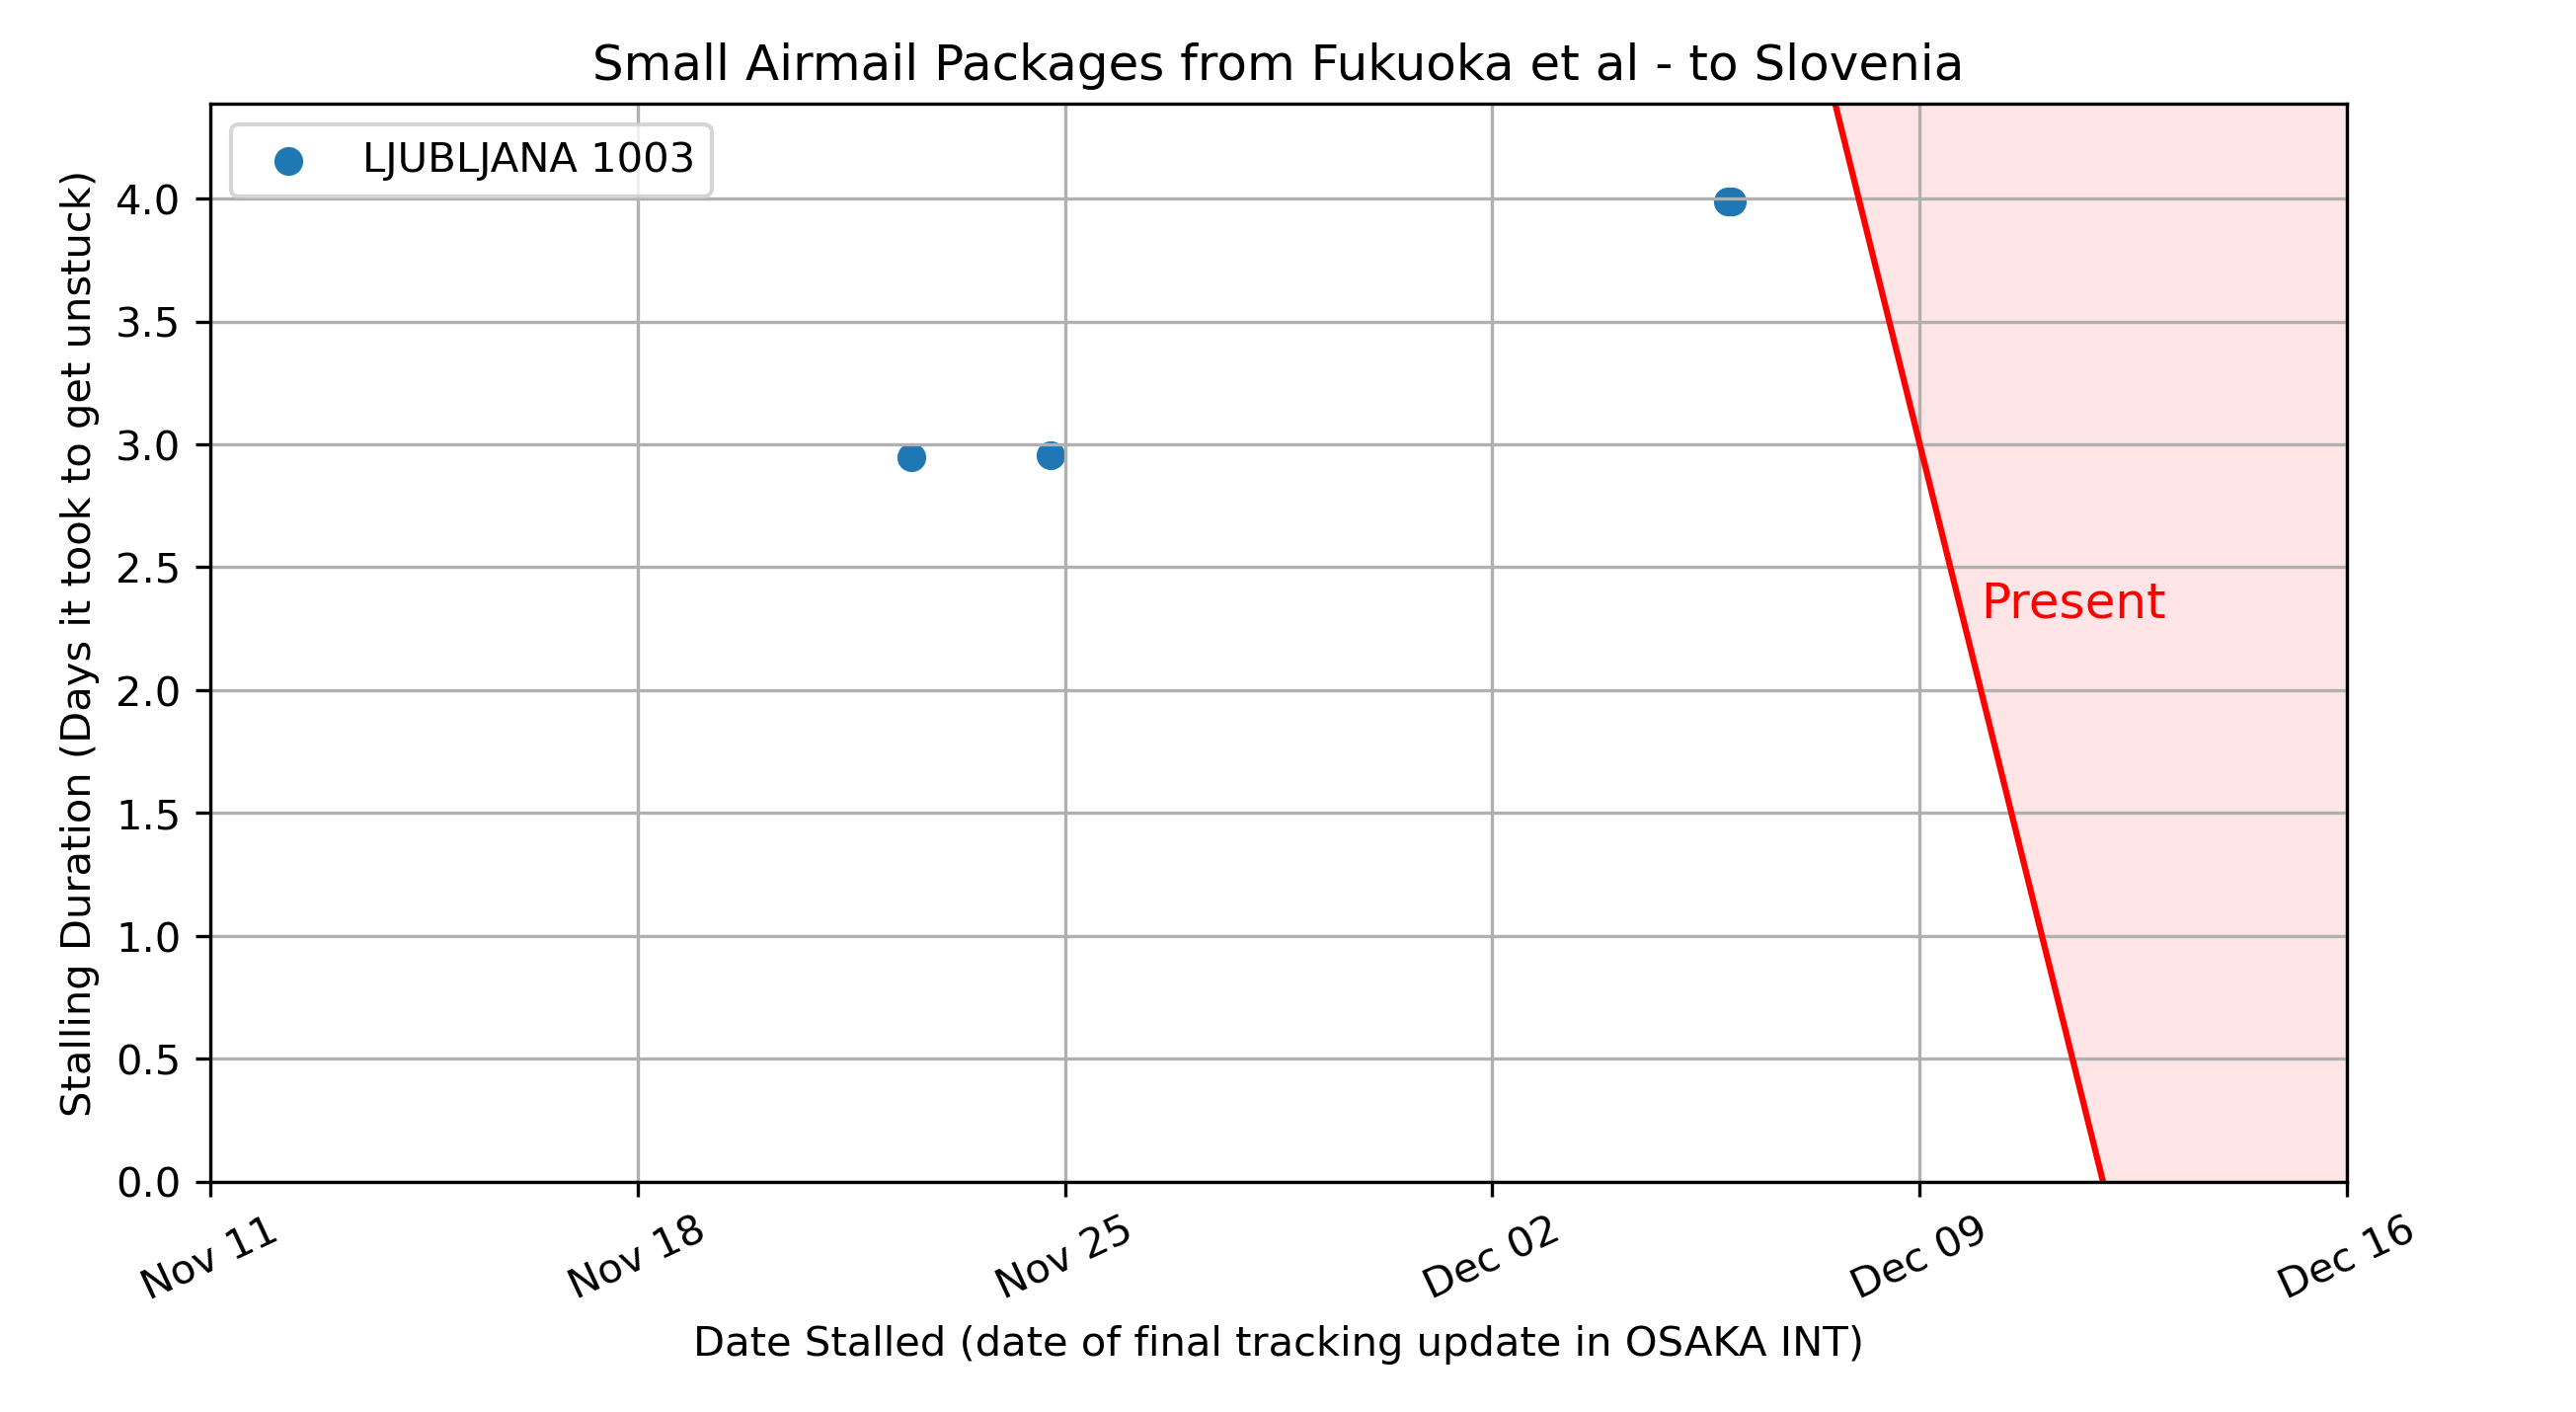 Small Airmail Packages from Fukuoka et al - to Slovenia
LJUBLJANA 1003
Stalling Duration (Days it took to get unstuck)
4.0
3.5
3.0
2.5
2.0
1.5
1.0
0.5
0.0
Present
Nov 11
Nov 18
Nov 25
Dec 02
Dec 09
Dec 16
Date Stalled (date of final tracking update in OSAKA INT)